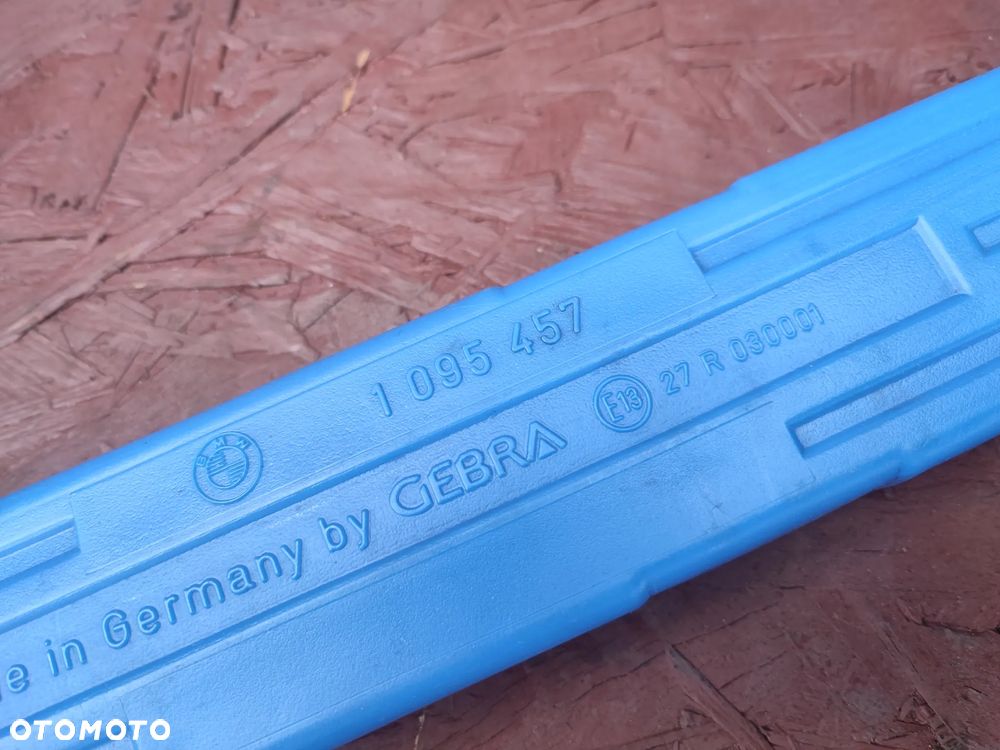 1 095 457
BMW
E13 27 R 030001
in Germany by GEBRA
OTOMOTO